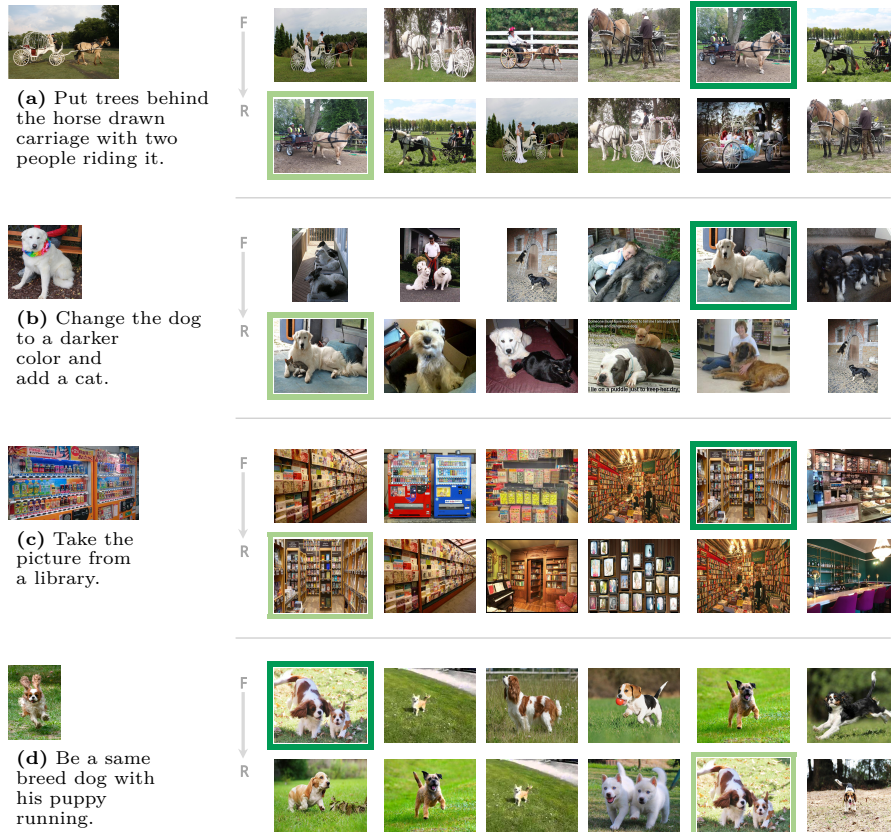 F
R
(a) Put trees behind
the horse drawn
carriage with two
people riding it.
F
R
(b) Change the dog
to a darker
color and
add a cat.
F
R
(c) Take the
picture from
a library.
F
R
(d) Be a same
breed dog with
his puppy
running.